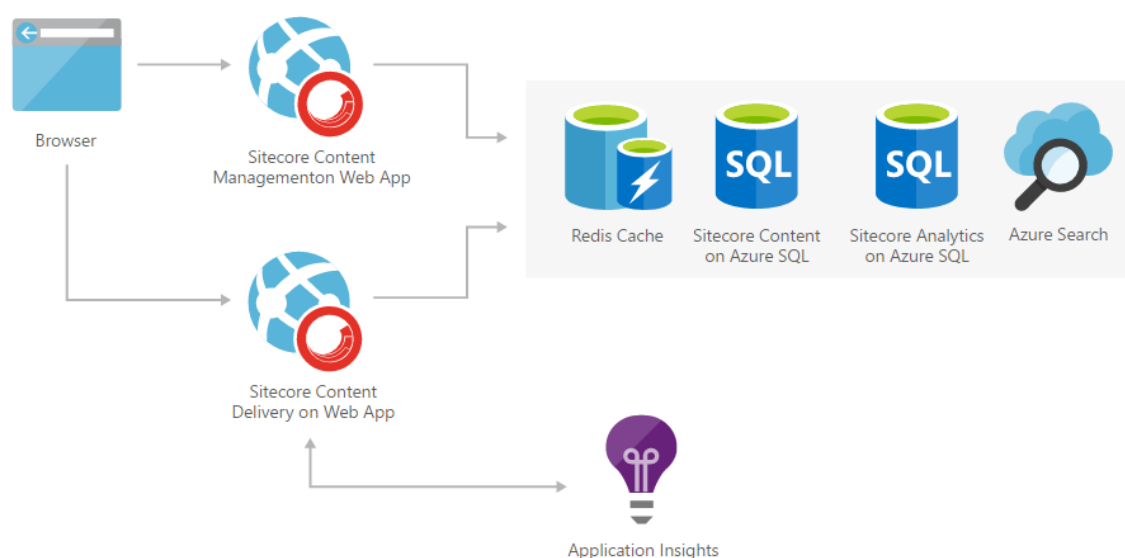 Browser
Sitecore Content
Managementon Web App
SQL
SQL
Redis Cache
Sitecore Content
on Azure SQL
Sitecore Analytics
on Azure SQL
Azure Search
Sitecore Content
Delivery on Web App
Application Insights